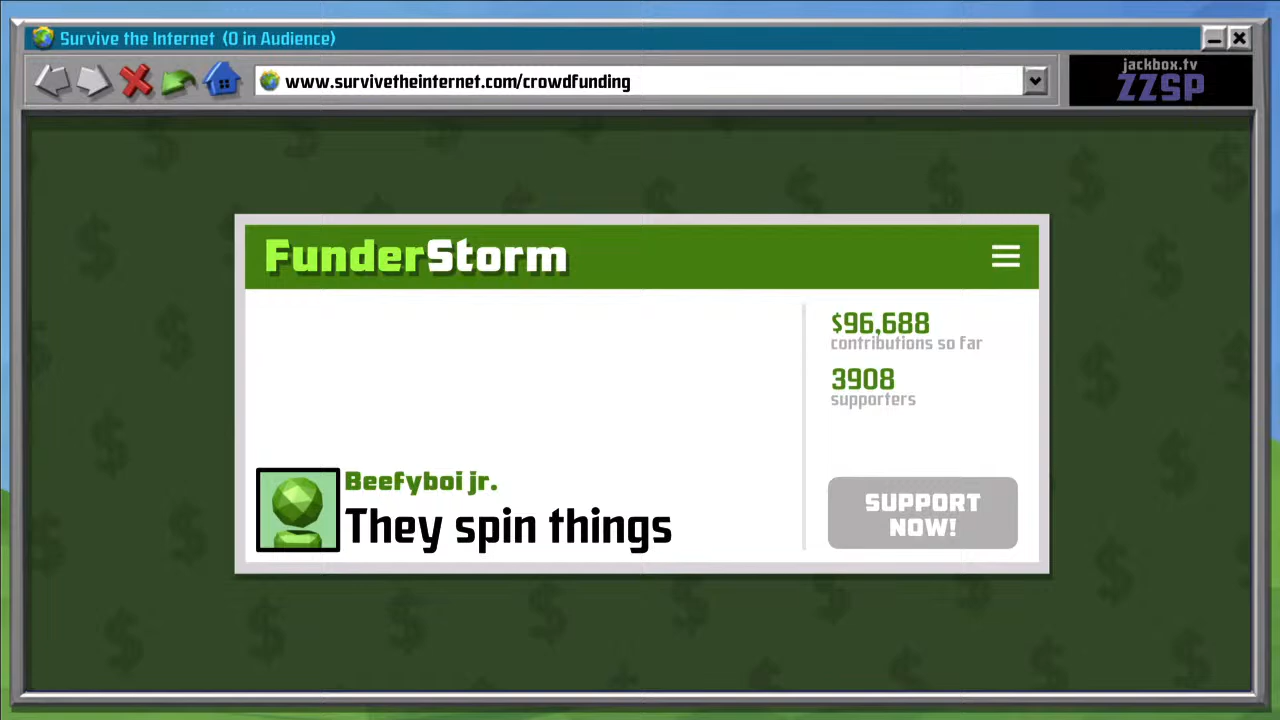 Survive the Internet (0 in Audience)
www.survivetheinternet.com/crowdfunding
jackbox.tv
ZZSP
FunderStorm
$96,688
contributions so far
3908
supporters
Beefyboi jr.
They spin things
SUPPORT
NOW!